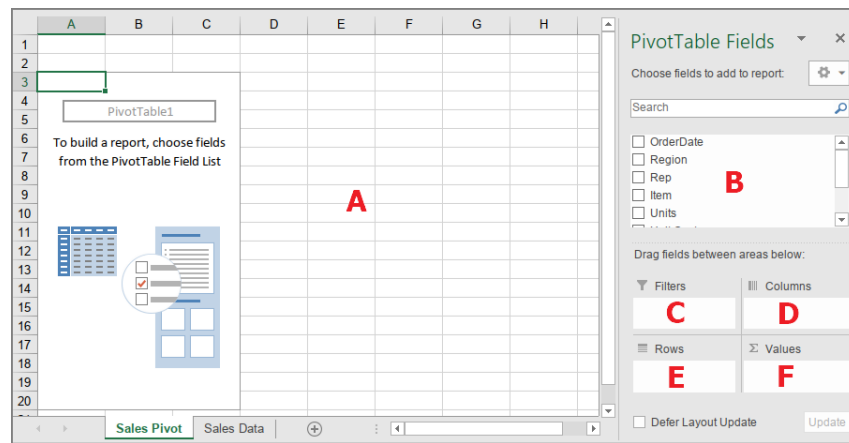 A B C D E F G H
1
2
3
4
5
6
7
8
9
10
11
12
13
14
15
16
17
18
19
20
PivotTable1
To build a report, choose fields
from the PivotTable Field List
A
Sales Pivot Sales Data
PivotTable Fields
Choose fields to add to report:
Search
OrderDate
Region
Rep
Item
Units
B
Drag fields between areas below:
Filters Columns
C D
Rows Σ Values
E F
Defer Layout Update Update